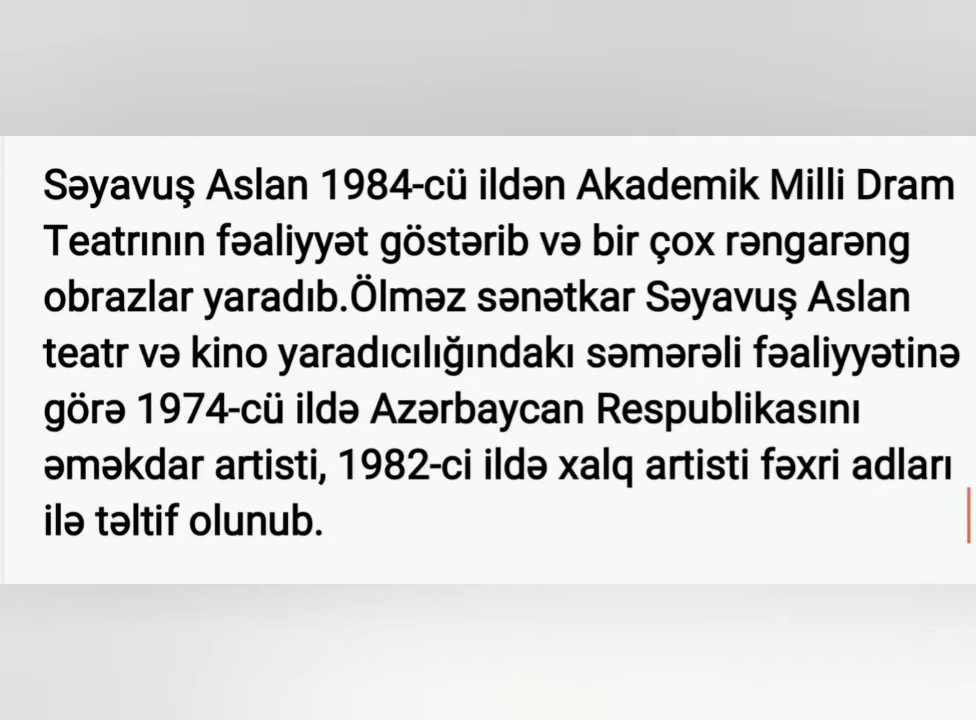 Səyavuş Aslan 1984-cü ildən Akademik Milli Dram
Teatrının fəaliyyət göstərib və bir çox rəngarəng
obrazlar yaradıb.Ölməz sənətkar Səyavuş Aslan
teatr və kino yaradıcılığındakı səmərəli fəaliyyətinə
görə 1974-cü ildə Azərbaycan Respublikasını
əməkdar artisti, 1982-ci ildə xalq artisti fəxri adları
ilə təltif olunub.